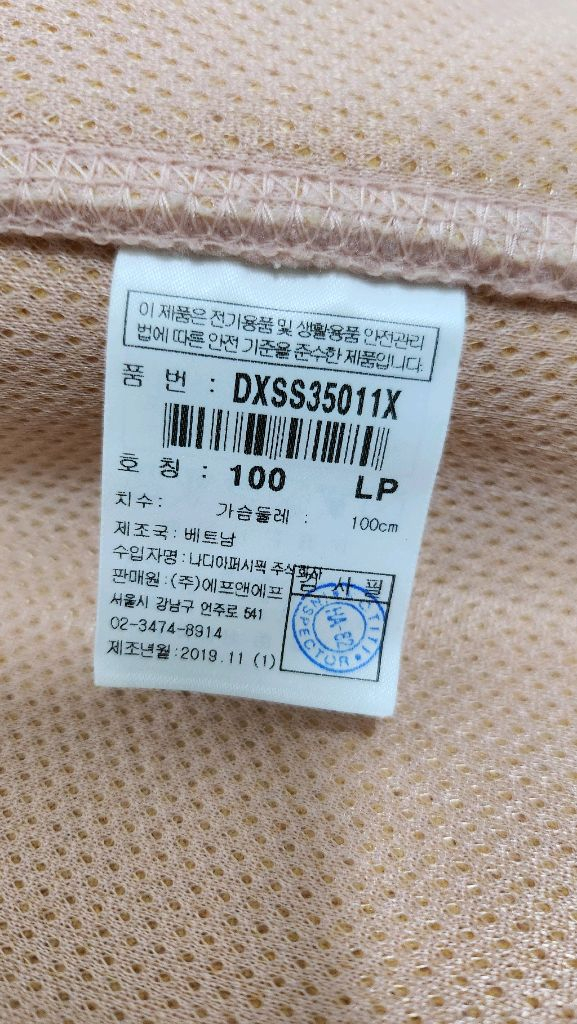 이 제품은 전기용품 및 생활용품 안전관리
법에 따른 안전 기준을 준수한 제품입니다.
품 번 : DXSS35011X
호 칭 : 100 LP
치수: 가슴둘레 : 100cm
제조국: 베트남
수입자명: 나디아퍼시픽 주식회사
판매원: (주)에프앤에프
서울시 강남구 언주로 541
02-3474-8914
제조년월: 2019.11 (1)
검 사 필
HA-82
INSPECTOR